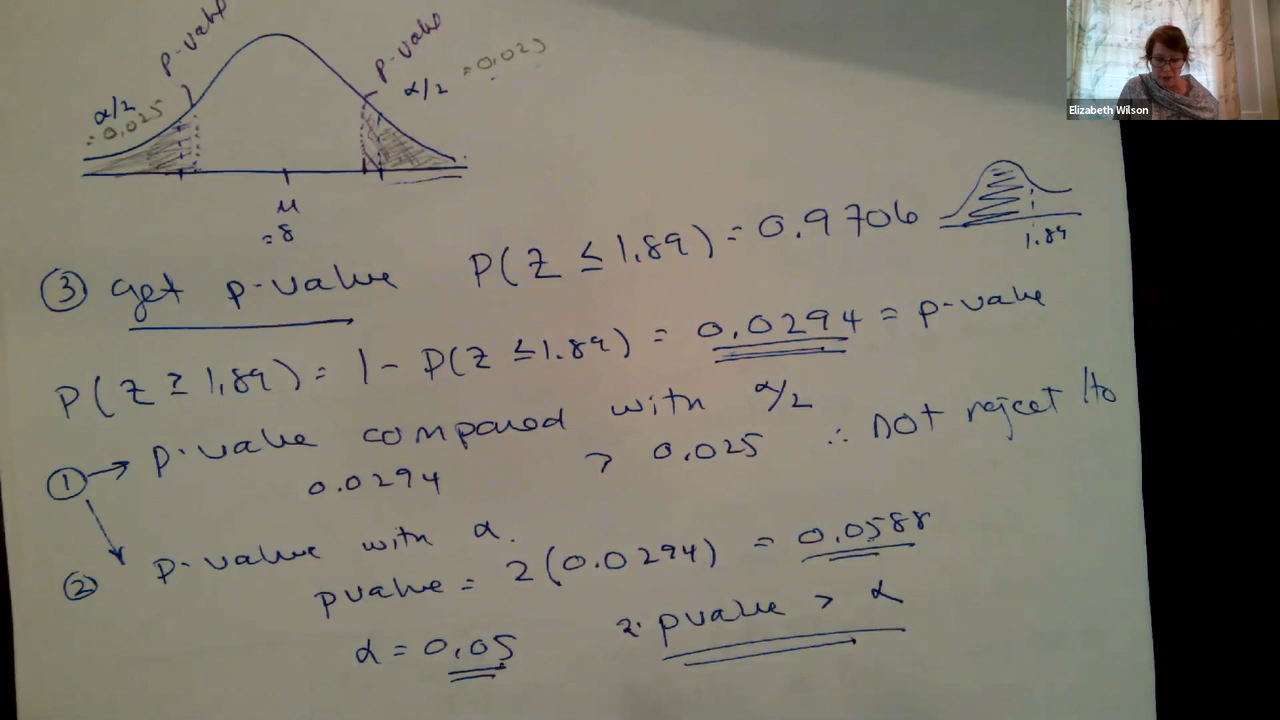 p-value
p-value
α/2
= 0.025
α/2
= 0.025
μ
= 8
Elizabeth Wilson
③ get p-value P(Z ≤ 1.89) = 0.9706
1.89
P(Z ≥ 1.89) = 1 - P(Z ≤ 1.89) = 0.0294 = p-value
① → p-value compared with α/2
0.0294 > 0.025 ∴ not reject Ho
② p-value with α.
pvalue = 2(0.0294) = 0.0588
α = 0.05 2. pvalue > α